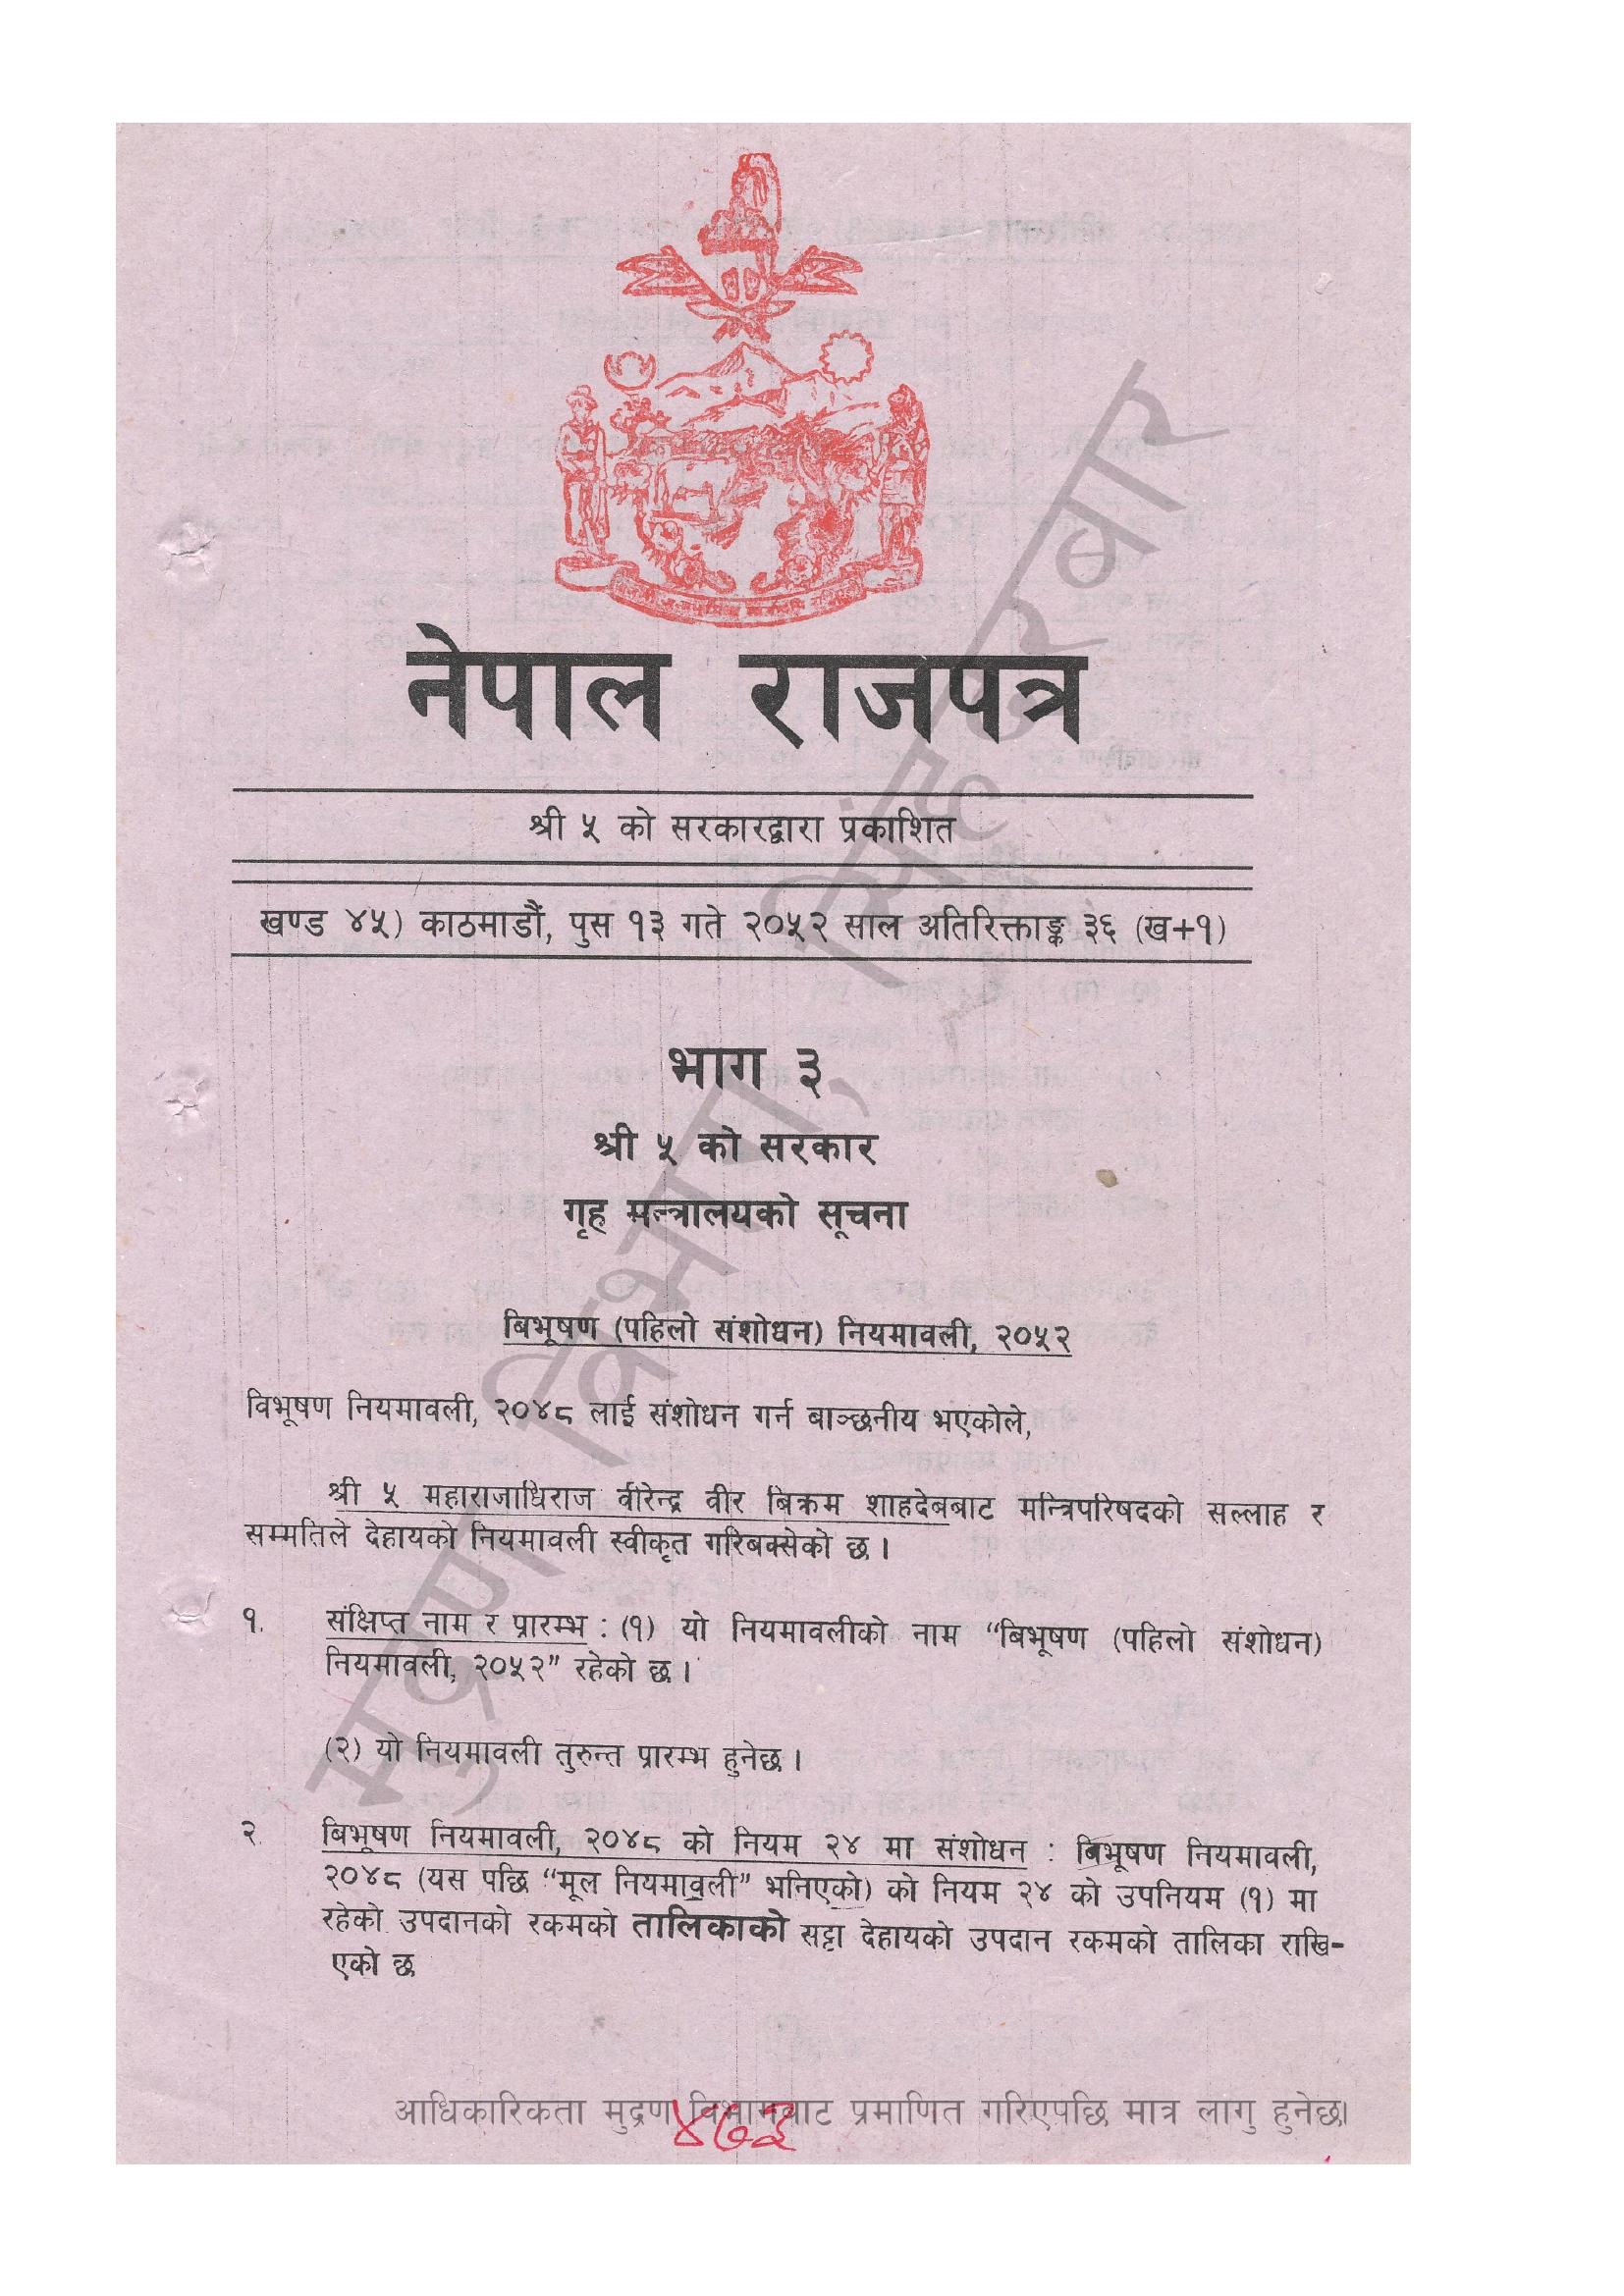 नेपाल राजपत्र
श्री ५ को सरकारद्वारा प्रकाशित
खण्ड ४५) काठमाडौं, पुस १३ गते २०५२ साल अतिरिक्ताङ्क ३६ (ख+१)
भाग ३
श्री ५ को सरकार
गृह मन्त्रालयको सूचना
बिभूषण (पहिलो संशोधन) नियमावली, २०५२
विभूषण नियमावली, २०४८ लाई संशोधन गर्न बाञ्छनीय भएकोले,
श्री ५ महाराजाधिराज वीरेन्द्र वीर बिक्रम शाहदेबबाट मन्त्रिपरिषदको सल्लाह र
सम्मतिले देहायको नियमावली स्वीकृत गरिबक्सेको छ ।
१. संक्षिप्त नाम र प्रारम्भ : (१) यो नियमावलीको नाम “बिभूषण (पहिलो संशोधन)
नियमावली, २०५२” रहेको छ ।
(२) यो नियमावली तुरुन्त प्रारम्भ हुनेछ ।
२. बिभूषण नियमावली, २०४८ को नियम २४ मा संशोधन : बिभूषण नियमावली,
२०४८ (यस पछि “मूल नियमावली” भनिएको) को नियम २४ को उपनियम (१) मा
रहेको उपदानको रकमको तालिकाको सट्टा देहायको उपदान रकमको तालिका राखि-
एको छ
मुद्रण विभाग, सिंहदरबार
आधिकारिकता मुद्रण विभागबाट प्रमाणित गरिएपछि मात्र लागु हुनेछ।
४७३